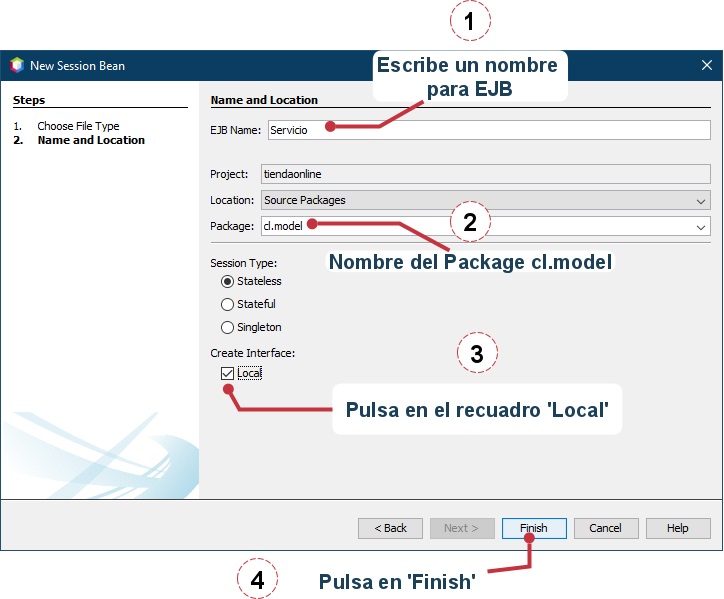 1
New Session Bean
Escribe un nombre
para EJB
Steps
1. Choose File Type
2. Name and Location
Name and Location
EJB Name: Servicio
Project: tiendaonline
Location: Source Packages
Package: cl.model
2
Nombre del Package cl.model
Session Type:
Stateless
Stateful
Singleton
Create Interface:
Local
3
Pulsa en el recuadro 'Local'
< Back
Next >
Finish
Cancel
Help
4
Pulsa en 'Finish'